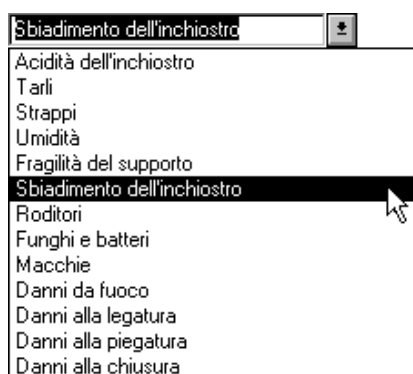 Sbiadimento dell'inchiostro
Acidità dell'inchiostro
Tarli
Strappi
Umidità
Fragilità del supporto
Sbiadimento dell'inchiostro
Roditori
Funghi e batteri
Macchie
Danni da fuoco
Danni alla legatura
Danni alla piegatura
Danni alla chiusura